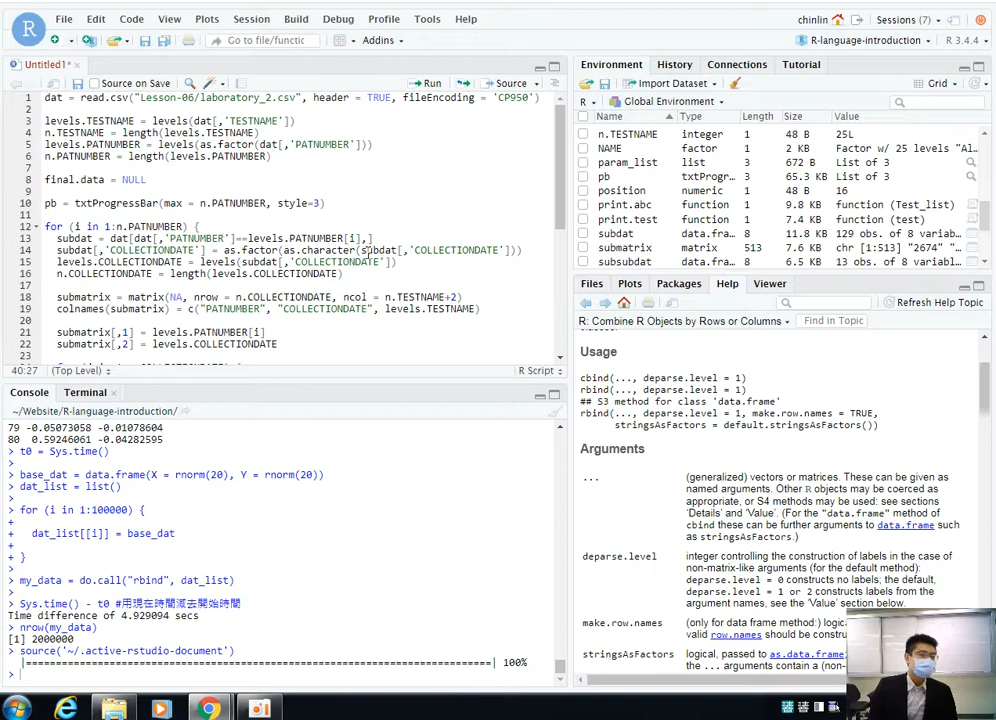 File Edit Code View Plots Session Build Debug Profile Tools Help
chinlin Sessions (7)
Go to file/functic Addins R-language-introduction R 3.4.4
Untitled1*
Source on Save Run Source
1 dat = read.csv("Lesson-06/laboratory_2.csv", header = TRUE, fileEncoding = 'CP950')
2
3 levels.TESTNAME = levels(dat[,'TESTNAME'])
4 n.TESTNAME = length(levels.TESTNAME)
5 levels.PATNUMBER = levels(as.factor(dat[,'PATNUMBER']))
6 n.PATNUMBER = length(levels.PATNUMBER)
7
8 final.data = NULL
9
10 pb = txtProgressBar(max = n.PATNUMBER, style=3)
11
12 for (i in 1:n.PATNUMBER) {
13 subdat = dat[dat[,'PATNUMBER']==levels.PATNUMBER[i],]
14 subdat[,'COLLECTIONDATE'] = as.factor(as.character(subdat[,'COLLECTIONDATE']))
15 levels.COLLECTIONDATE = levels(subdat[,'COLLECTIONDATE'])
16 n.COLLECTIONDATE = length(levels.COLLECTIONDATE)
17
18 submatrix = matrix(NA, nrow = n.COLLECTIONDATE, ncol = n.TESTNAME+2)
19 colnames(submatrix) = c("PATNUMBER", "COLLECTIONDATE", levels.TESTNAME)
20
21 submatrix[,1] = levels.PATNUMBER[i]
22 submatrix[,2] = levels.COLLECTIONDATE
23
40:27 (Top Level) R Script
Console Terminal
~/Website/R-language-introduction/
79 -0.05073058 -0.01078604
80 0.59246061 -0.04282595
> t0 = Sys.time()
>
> base_dat = data.frame(X = rnorm(20), Y = rnorm(20))
> dat_list = list()
>
> for (i in 1:100000) {
+
+ dat_list[[i]] = base_dat
+
+ }
>
> my_data = do.call("rbind", dat_list)
>
> Sys.time() - t0 #用現在時間減去開始時間
Time difference of 4.929094 secs
> nrow(my_data)
[1] 2000000
> source('~/.active-rstudio-document')
|======================================================================| 100%
>
Environment History Connections Tutorial
Import Dataset Grid
R Global Environment
Name Type Length Size Value
n.TESTNAME integer 1 48 B 25L
NAME factor 1 2 KB Factor w/ 25 levels "Al…
param_list list 3 672 B List of 3
pb txtProgr… 3 65.3 KB List of 3
position numeric 1 48 B 16
print.abc function 1 9.8 KB function (Test_list)
print.test function 1 7.4 KB function (test)
subdat data.fra… 8 11.8 KB 129 obs. of 8 varia…
submatrix matrix 513 7.6 KB chr [1:513] "2674" "…
subsubdat data.fra… 8 6.5 KB 13 obs. of 8 variabl…
Files Plots Packages Help Viewer
Refresh Help Topic
R: Combine R Objects by Rows or Columns Find in Topic
Usage
cbind(..., deparse.level = 1)
rbind(..., deparse.level = 1)
## S3 method for class 'data.frame'
rbind(..., deparse.level = 1, make.row.names = TRUE,
stringsAsFactors = default.stringsAsFactors())
Arguments
... (generalized) vectors or matrices. These can be given as
named arguments. Other R objects may be coerced as
appropriate, or S4 methods may be used: see sections
'Details' and 'Value'. (For the "data.frame" method of
cbind these can be further arguments to data.frame such
as stringsAsFactors.)
deparse.level integer controlling the construction of labels in the case of
non-matrix-like arguments (for the default method):
deparse.level = 0 constructs no labels; the default,
deparse.level = 1 or 2 constructs labels from the
argument names, see the 'Value' section below.
make.row.names (only for data frame method:) logica
valid row.names should be constru
stringsAsFactors logical, passed to as.data.frame;
the ... arguments contain a (non-